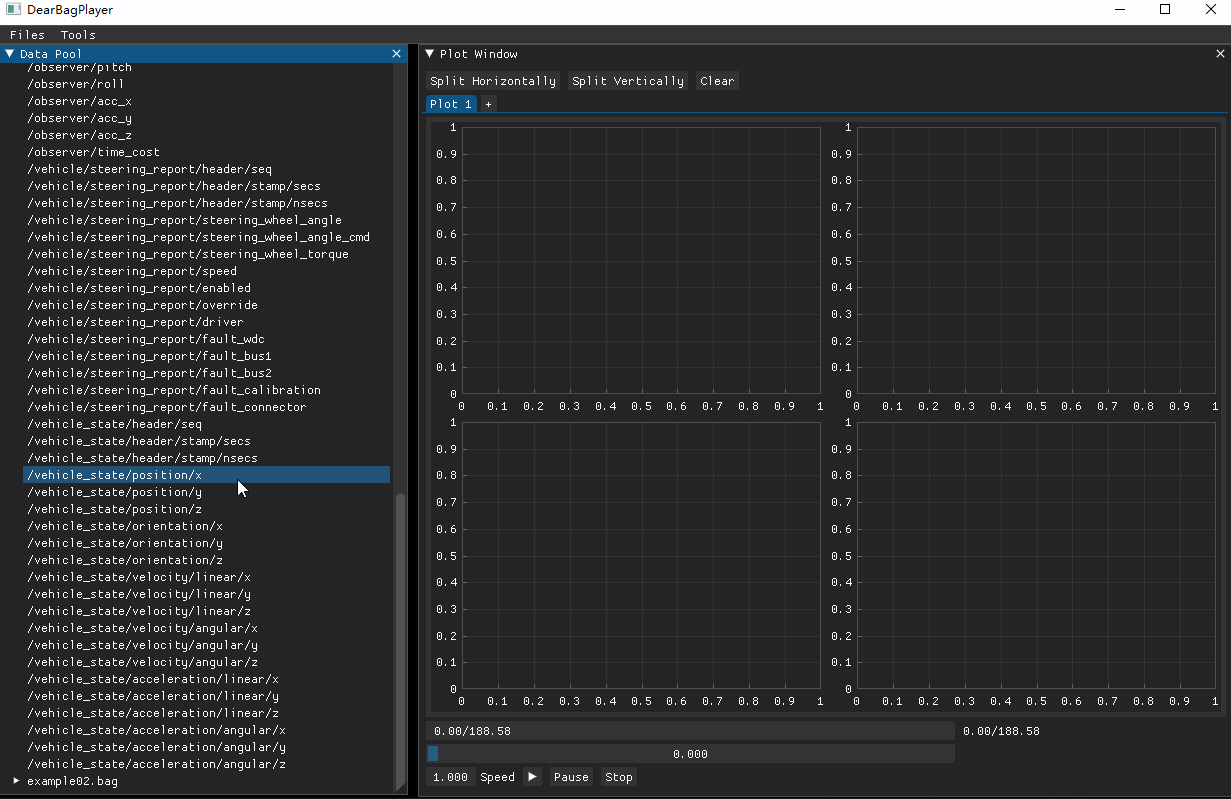 DearBagPlayer
Files Tools
Data Pool
/observer/pitch
/observer/roll
/observer/acc_x
/observer/acc_y
/observer/acc_z
/observer/time_cost
/vehicle/steering_report/header/seq
/vehicle/steering_report/header/stamp/secs
/vehicle/steering_report/header/stamp/nsecs
/vehicle/steering_report/steering_wheel_angle
/vehicle/steering_report/steering_wheel_angle_cmd
/vehicle/steering_report/steering_wheel_torque
/vehicle/steering_report/speed
/vehicle/steering_report/enabled
/vehicle/steering_report/override
/vehicle/steering_report/driver
/vehicle/steering_report/fault_wdc
/vehicle/steering_report/fault_bus1
/vehicle/steering_report/fault_bus2
/vehicle/steering_report/fault_calibration
/vehicle/steering_report/fault_connector
/vehicle_state/header/seq
/vehicle_state/header/stamp/secs
/vehicle_state/header/stamp/nsecs
/vehicle_state/position/x
/vehicle_state/position/y
/vehicle_state/position/z
/vehicle_state/orientation/x
/vehicle_state/orientation/y
/vehicle_state/orientation/z
/vehicle_state/velocity/linear/x
/vehicle_state/velocity/linear/y
/vehicle_state/velocity/linear/z
/vehicle_state/velocity/angular/x
/vehicle_state/velocity/angular/y
/vehicle_state/velocity/angular/z
/vehicle_state/acceleration/linear/x
/vehicle_state/acceleration/linear/y
/vehicle_state/acceleration/linear/z
/vehicle_state/acceleration/angular/x
/vehicle_state/acceleration/angular/y
/vehicle_state/acceleration/angular/z
example02.bag
Plot Window
Split Horizontally Split Vertically Clear
Plot 1 +
1
0.9
0.8
0.7
0.6
0.5
0.4
0.3
0.2
0.1
0
0 0.1 0.2 0.3 0.4 0.5 0.6 0.7 0.8 0.9 1
1
0.9
0.8
0.7
0.6
0.5
0.4
0.3
0.2
0.1
0
0 0.1 0.2 0.3 0.4 0.5 0.6 0.7 0.8 0.9 1
1
0.9
0.8
0.7
0.6
0.5
0.4
0.3
0.2
0.1
0
0 0.1 0.2 0.3 0.4 0.5 0.6 0.7 0.8 0.9 1
1
0.9
0.8
0.7
0.6
0.5
0.4
0.3
0.2
0.1
0
0 0.1 0.2 0.3 0.4 0.5 0.6 0.7 0.8 0.9 1
0.00/188.58 0.00/188.58
0.000
1.000 Speed Pause Stop